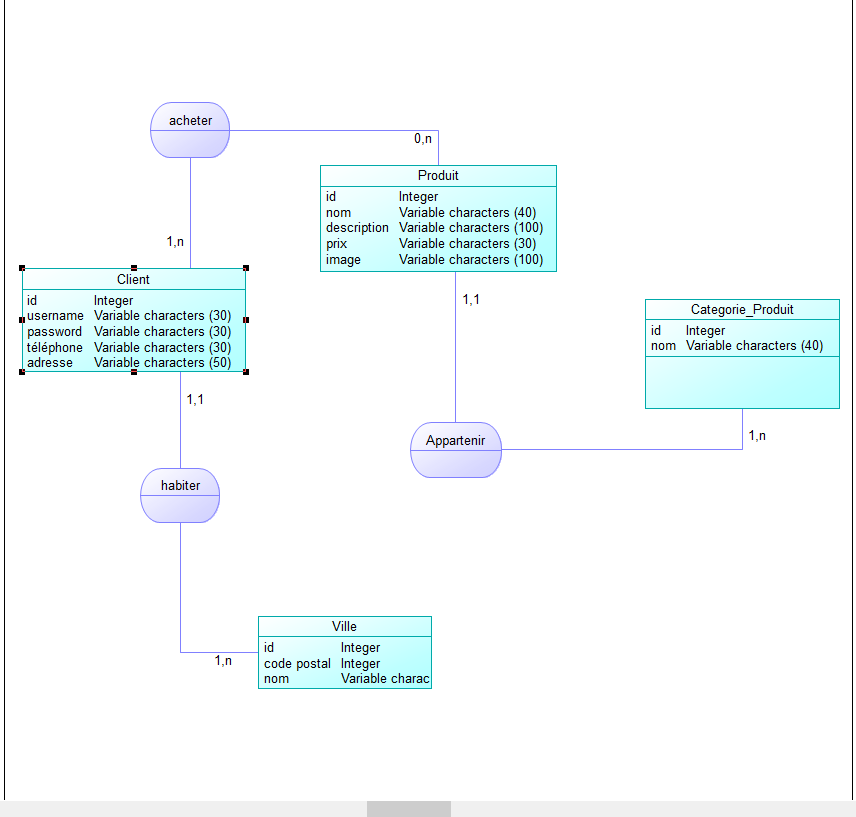 acheter
0,n
Produit
id Integer
nom Variable characters (40)
description Variable characters (100)
prix Variable characters (30)
image Variable characters (100)
1,n
Client
id Integer
username Variable characters (30)
password Variable characters (30)
téléphone Variable characters (30)
adresse Variable characters (50)
1,1
Categorie_Produit
id Integer
nom Variable characters (40)
1,1
Appartenir
1,n
habiter
Ville
id Integer
code postal Integer
nom Variable charac
1,n